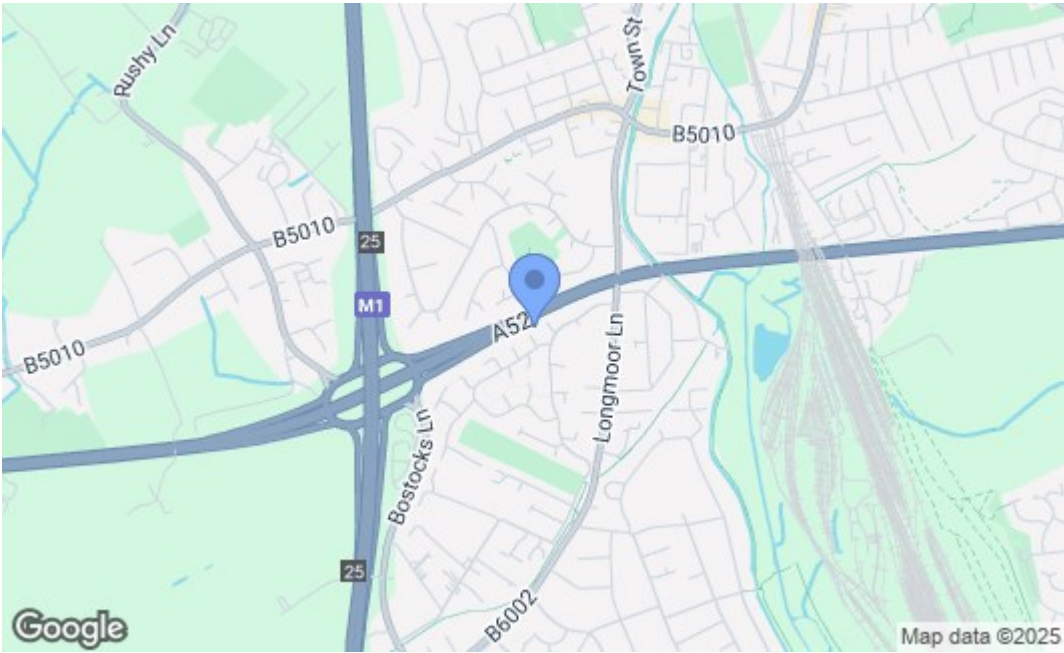 Rushy Ln
Town St
B5010
B5010
25
M1
A52
B5010
Longmoor Ln
Bostocks Ln
25
B6002
Google
Map data ©2025